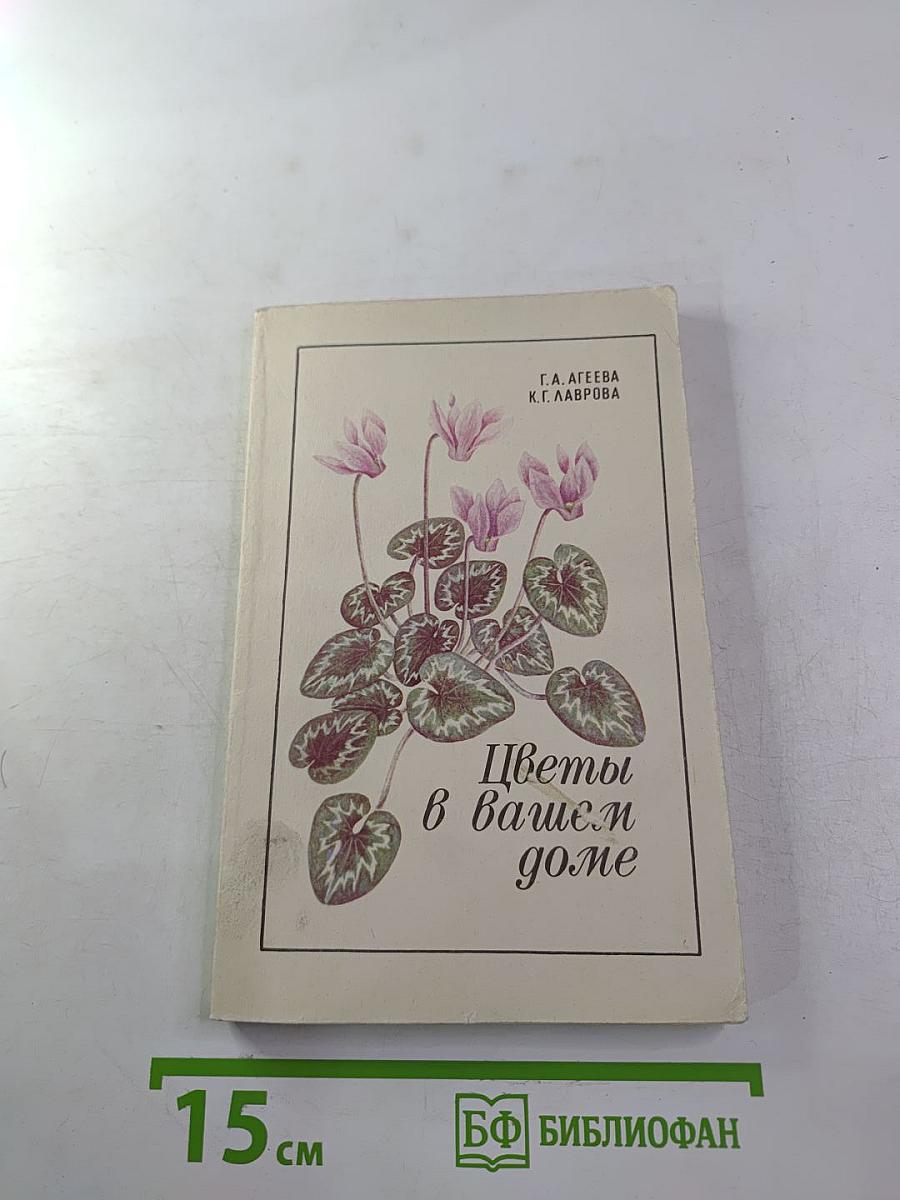 Г. А. АГЕЕВА
К. Г. ЛАВРОВА
Цветы
в вашем
доме
15 см
БФ БИБЛИОФАН